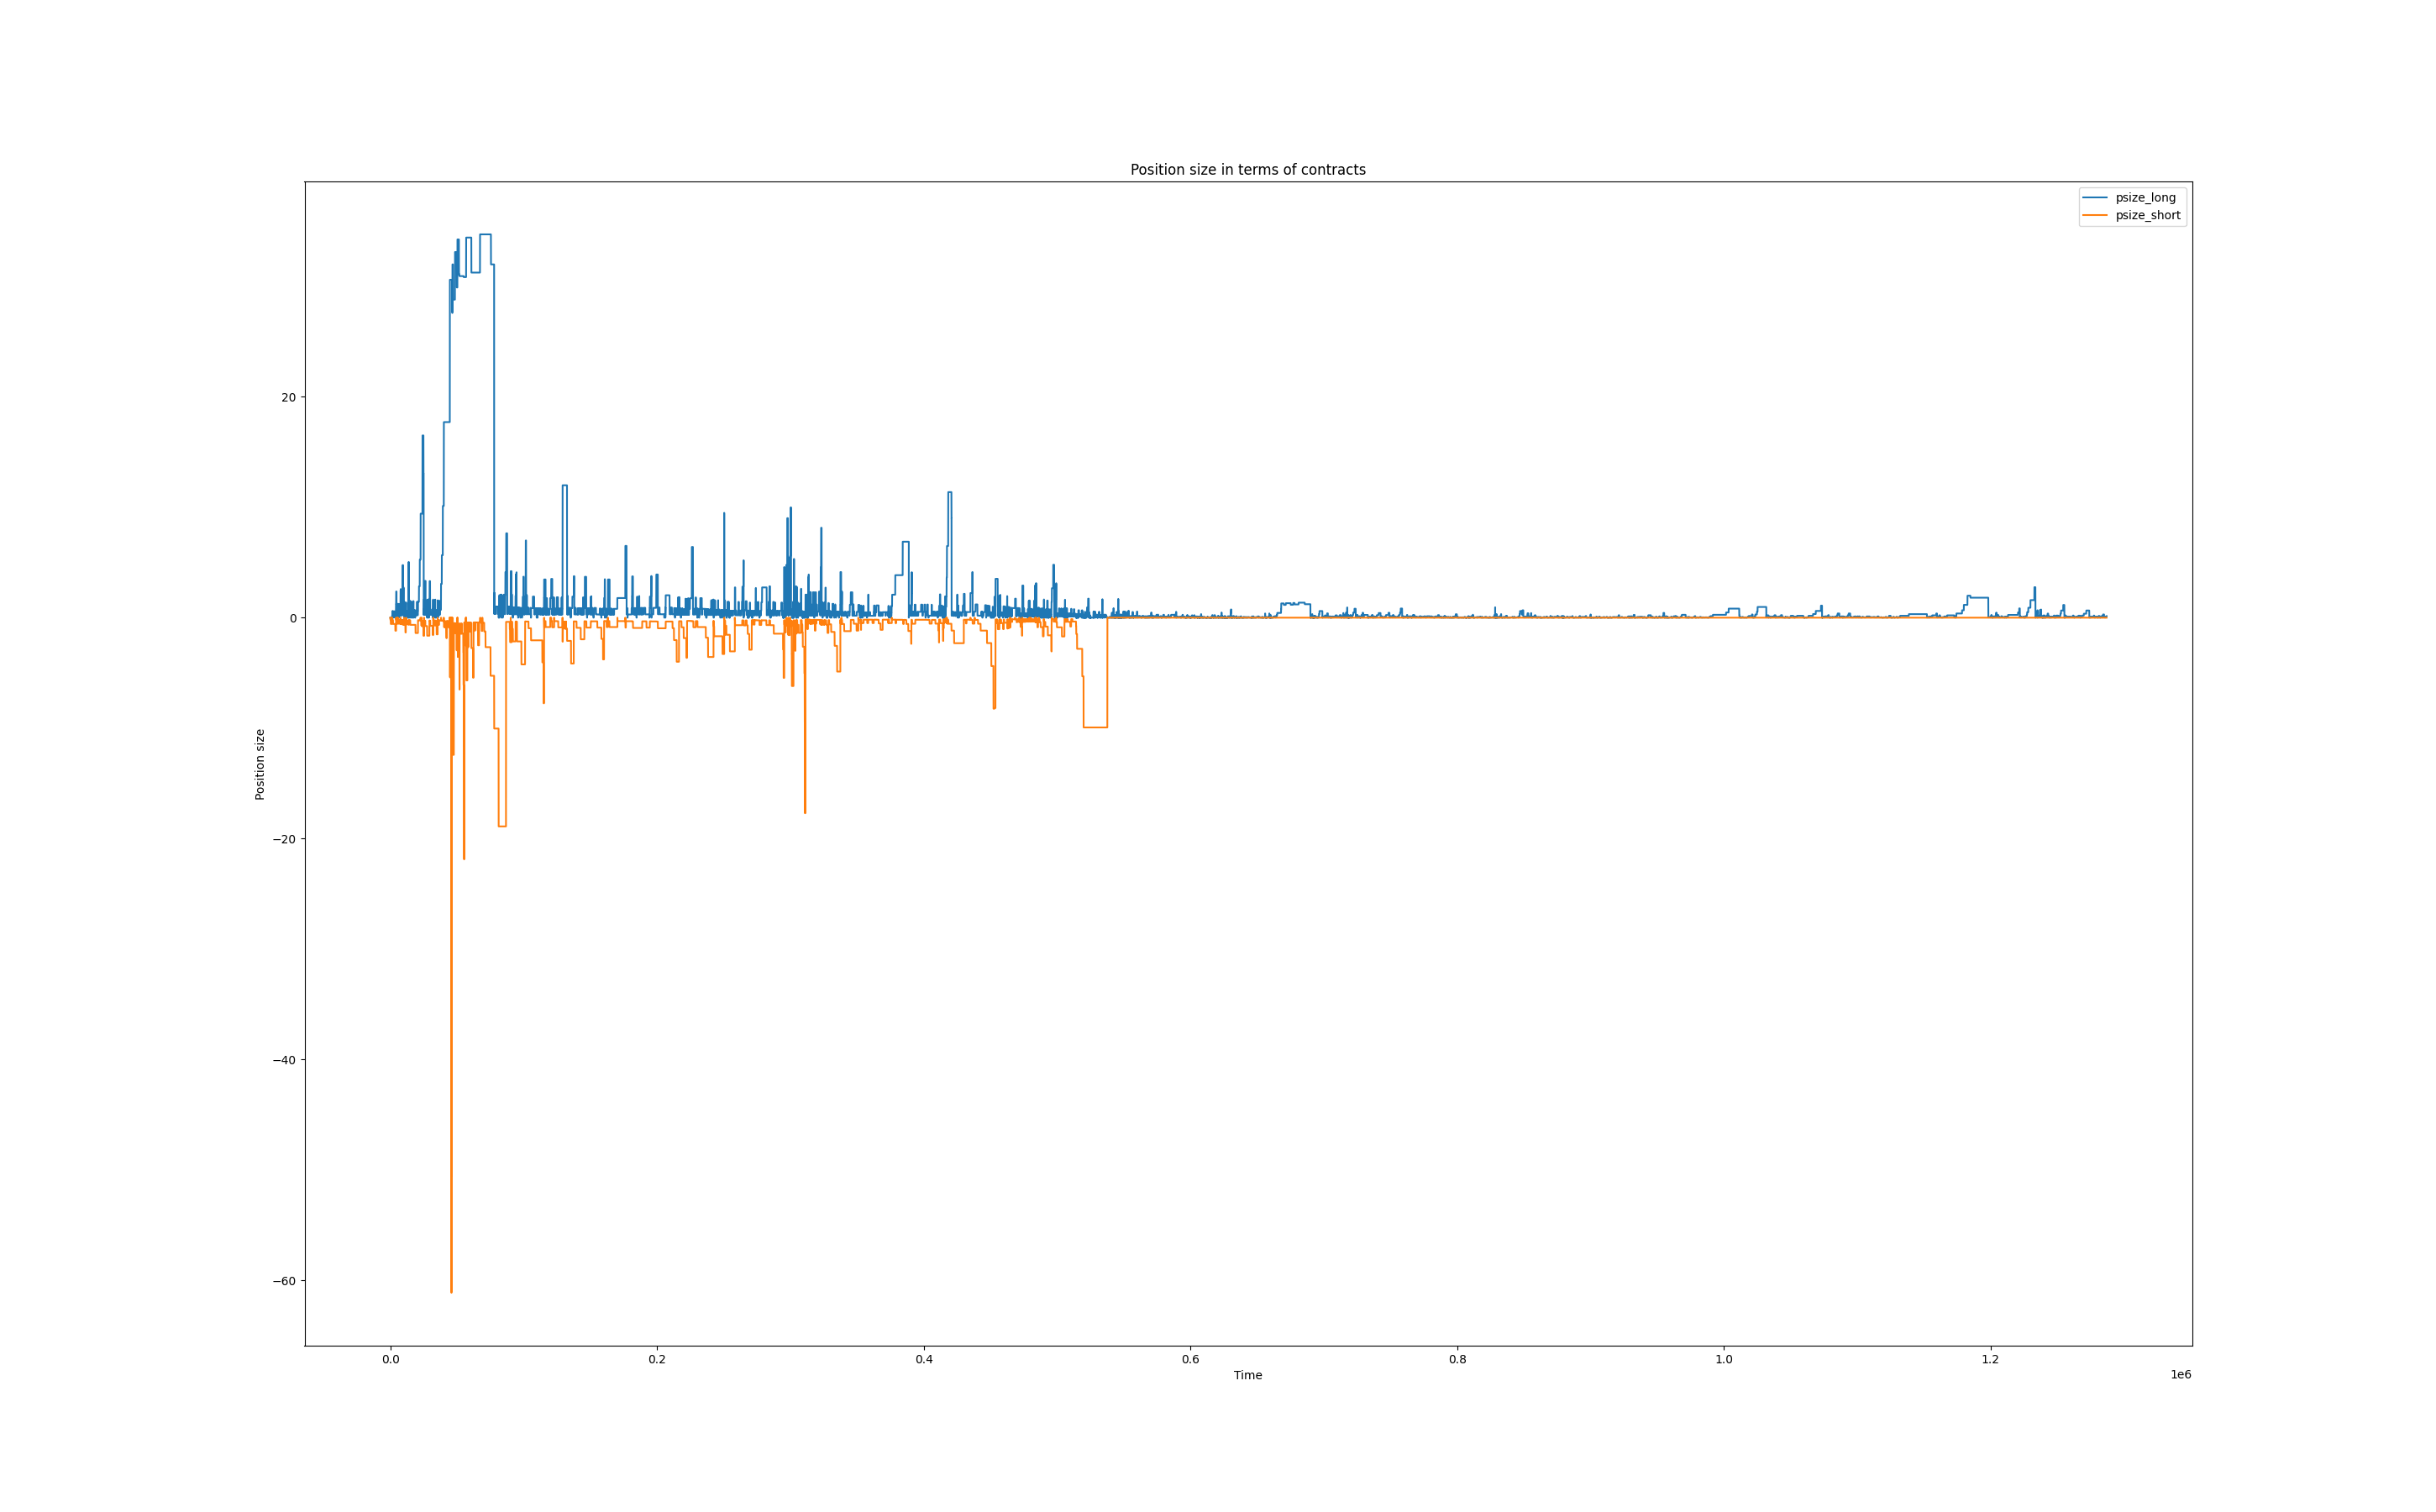 Position size in terms of contracts
psize_long
psize_short
20
0
−20
−40
−60
Position size
0.0
0.2
0.4
0.6
0.8
1.0
1.2
1e6
Time